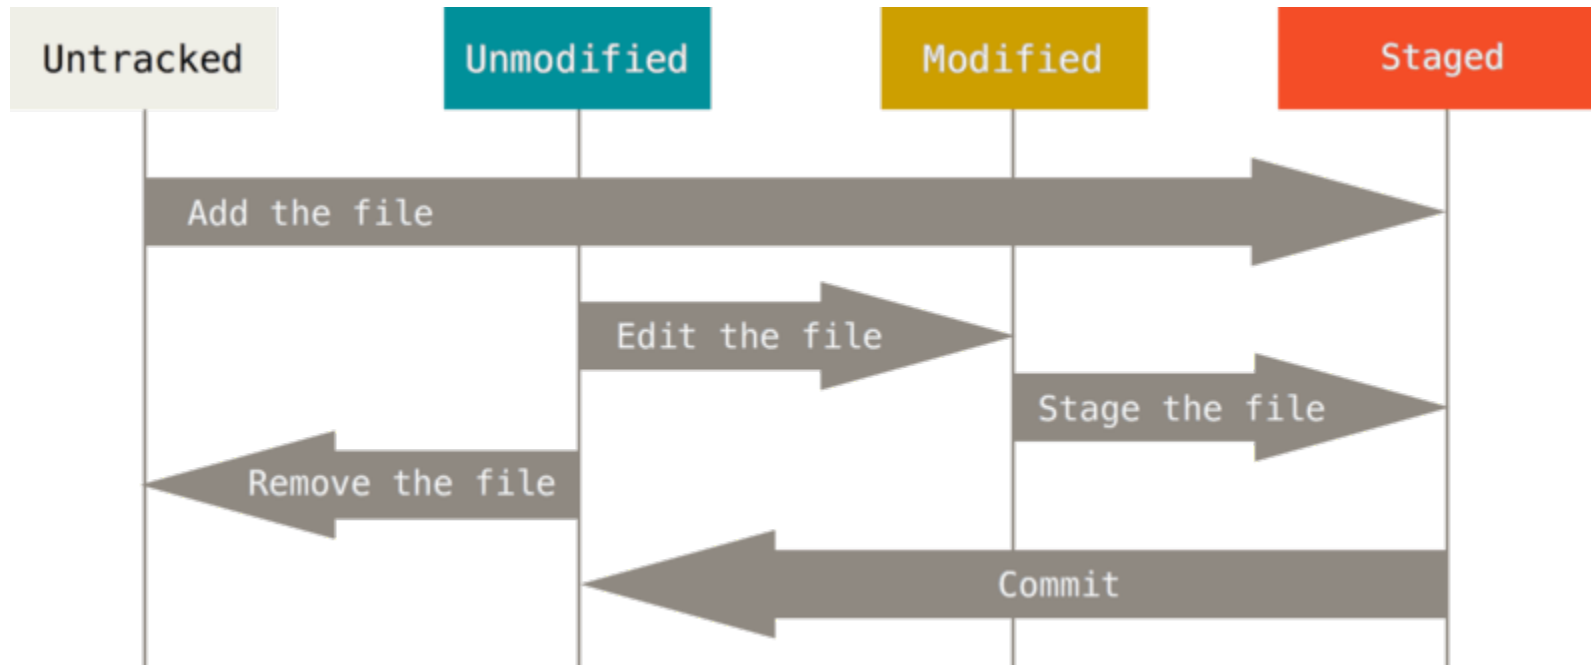 Untracked
Unmodified
Modified
Staged
Add the file
Edit the file
Stage the file
Remove the file
Commit